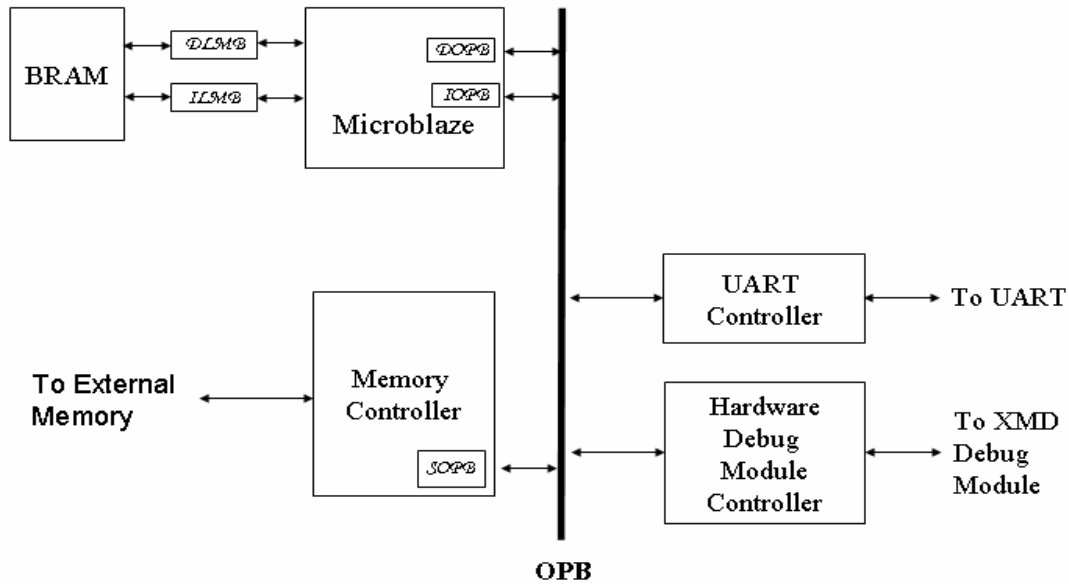 BRAM
DLMB
ILMB
DOPB
IOPB
Microblaze
UART
Controller
To UART
To External
Memory
Memory
Controller
SOPB
Hardware
Debug
Module
Controller
To XMD
Debug
Module
OPB